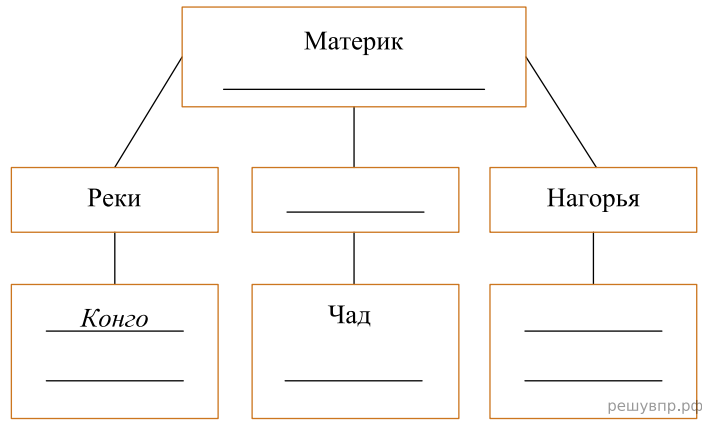 Материк
Реки
Нагорья
Конго
Чад
решувпр.рф